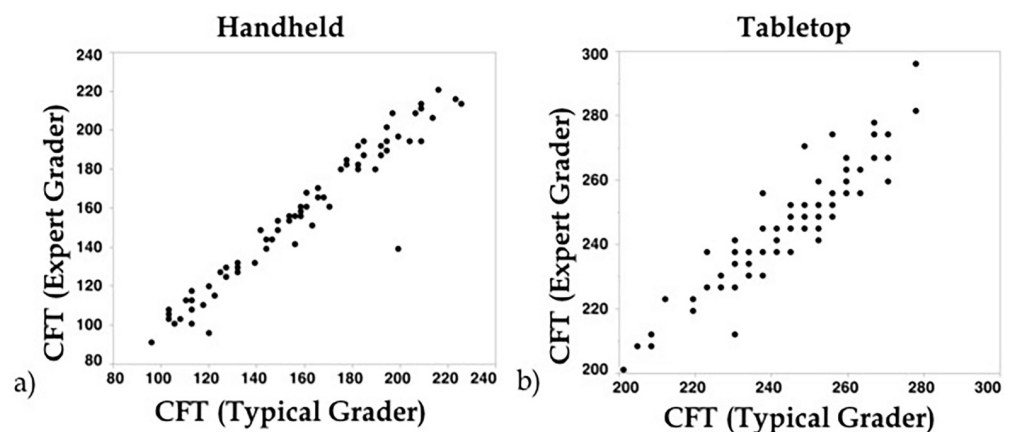 Handheld
Tabletop
240
220
200
180
160
140
120
100
80
CFT (Expert Grader)
80 100 120 140 160 180 200 220 240
CFT (Typical Grader)
a)
300
280
260
240
220
200
CFT (Expert Grader)
200 220 240 260 280 300
CFT (Typical Grader)
b)